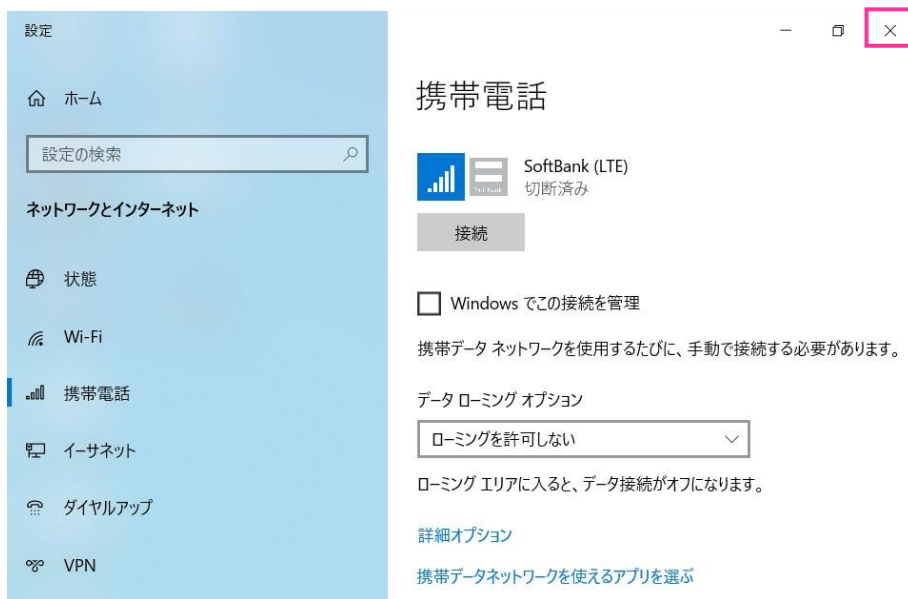 設定
ホーム
設定の検索
ネットワークとインターネット
状態
Wi-Fi
携帯電話
イーサネット
ダイヤルアップ
VPN
携帯電話
SoftBank (LTE)
切断済み
接続
Windows でこの接続を管理
携帯データ ネットワークを使用するたびに、手動で接続する必要があります。
データ ローミング オプション
ローミングを許可しない
ローミング エリアに入ると、データ接続がオフになります。
詳細オプション
携帯データネットワークを使えるアプリを選ぶ